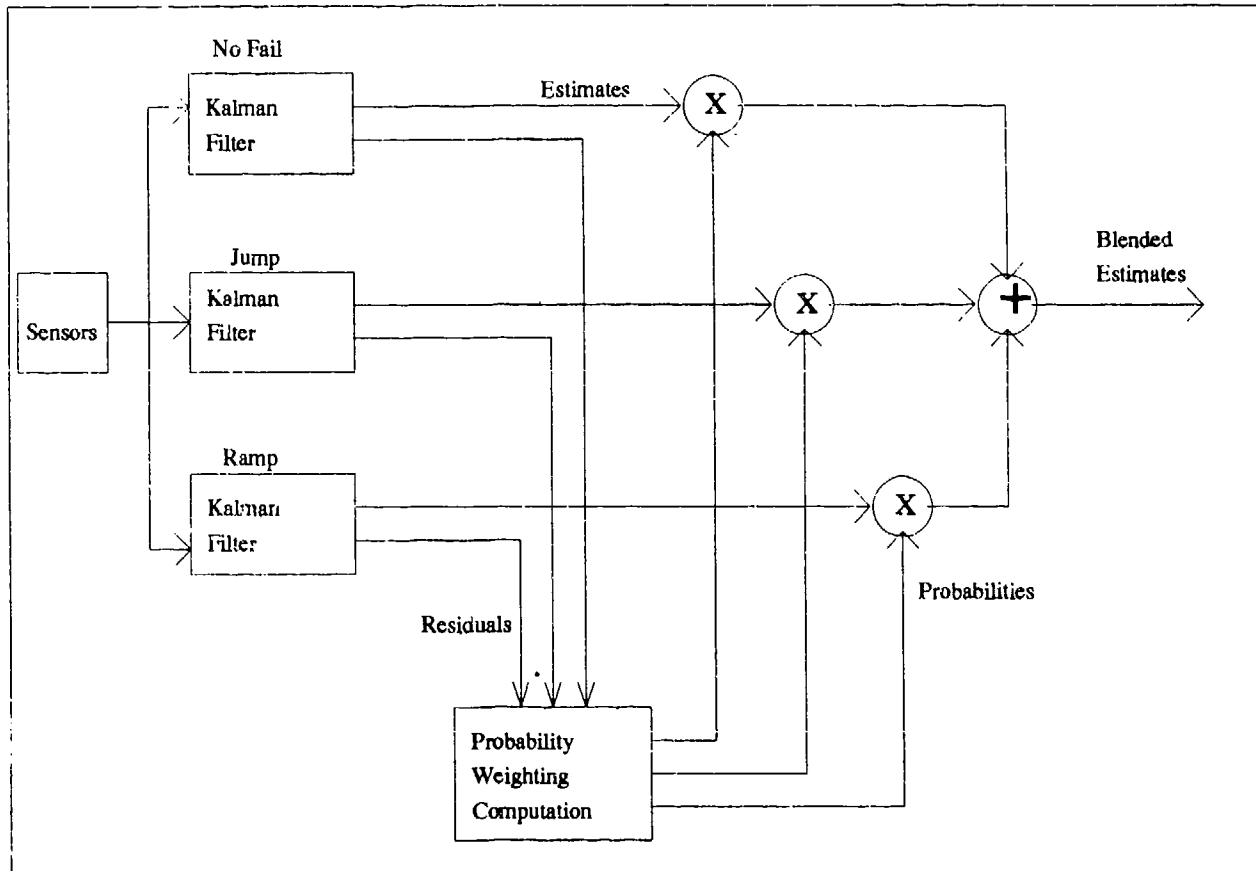 No Fail
Kalman
Filter
Estimates
X
Jump
Kalman
Filter
Sensors
X
+
Blended
Estimates
Ramp
Kalman
Filter
X
Probabilities
Residuals
Probability
Weighting
Computation